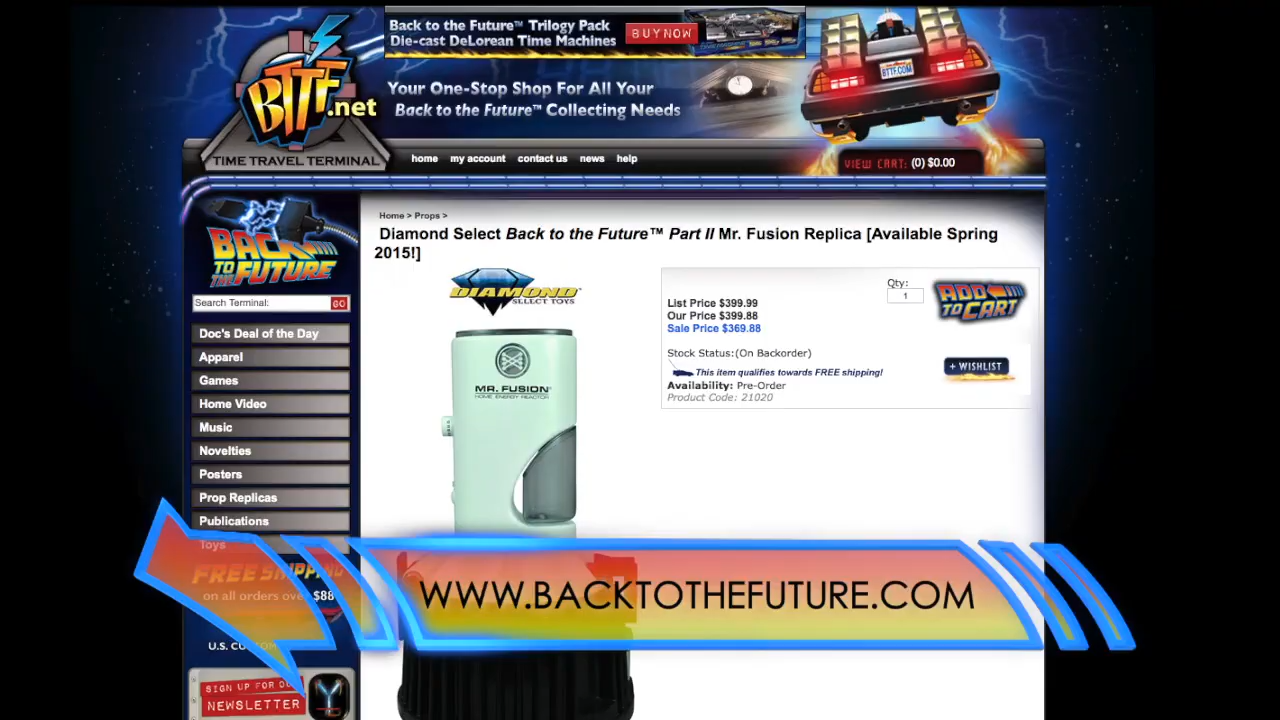 Back to the Future™ Trilogy Pack
Die-cast DeLorean Time Machines
BUY NOW
BTTF.net
TIME TRAVEL TERMINAL
Your One-Stop Shop For All Your
Back to the Future™ Collecting Needs
BTTF.COM
home my account contact us news help
VIEW CART: (0) $0.00
BACK TO THE FUTURE
Search Terminal: GO
Doc's Deal of the Day
Apparel
Games
Home Video
Music
Novelties
Posters
Prop Replicas
Publications
Toys
FREE SHIPPING
on all orders over $88
U.S. CUSTOM
SIGN UP FOR OUR
NEWSLETTER
Home > Props >
Diamond Select Back to the Future™ Part II Mr. Fusion Replica [Available Spring
2015!]
DIAMOND
SELECT TOYS
MR. FUSION
HOME ENERGY REACTOR
List Price $399.99
Our Price $399.88
Sale Price $369.88
Qty:
1
ADD TO CART
Stock Status:(On Backorder)
This item qualifies towards FREE shipping!
Availability: Pre-Order
Product Code: 21020
+ WISHLIST
WWW.BACKTOTHEFUTURE.COM